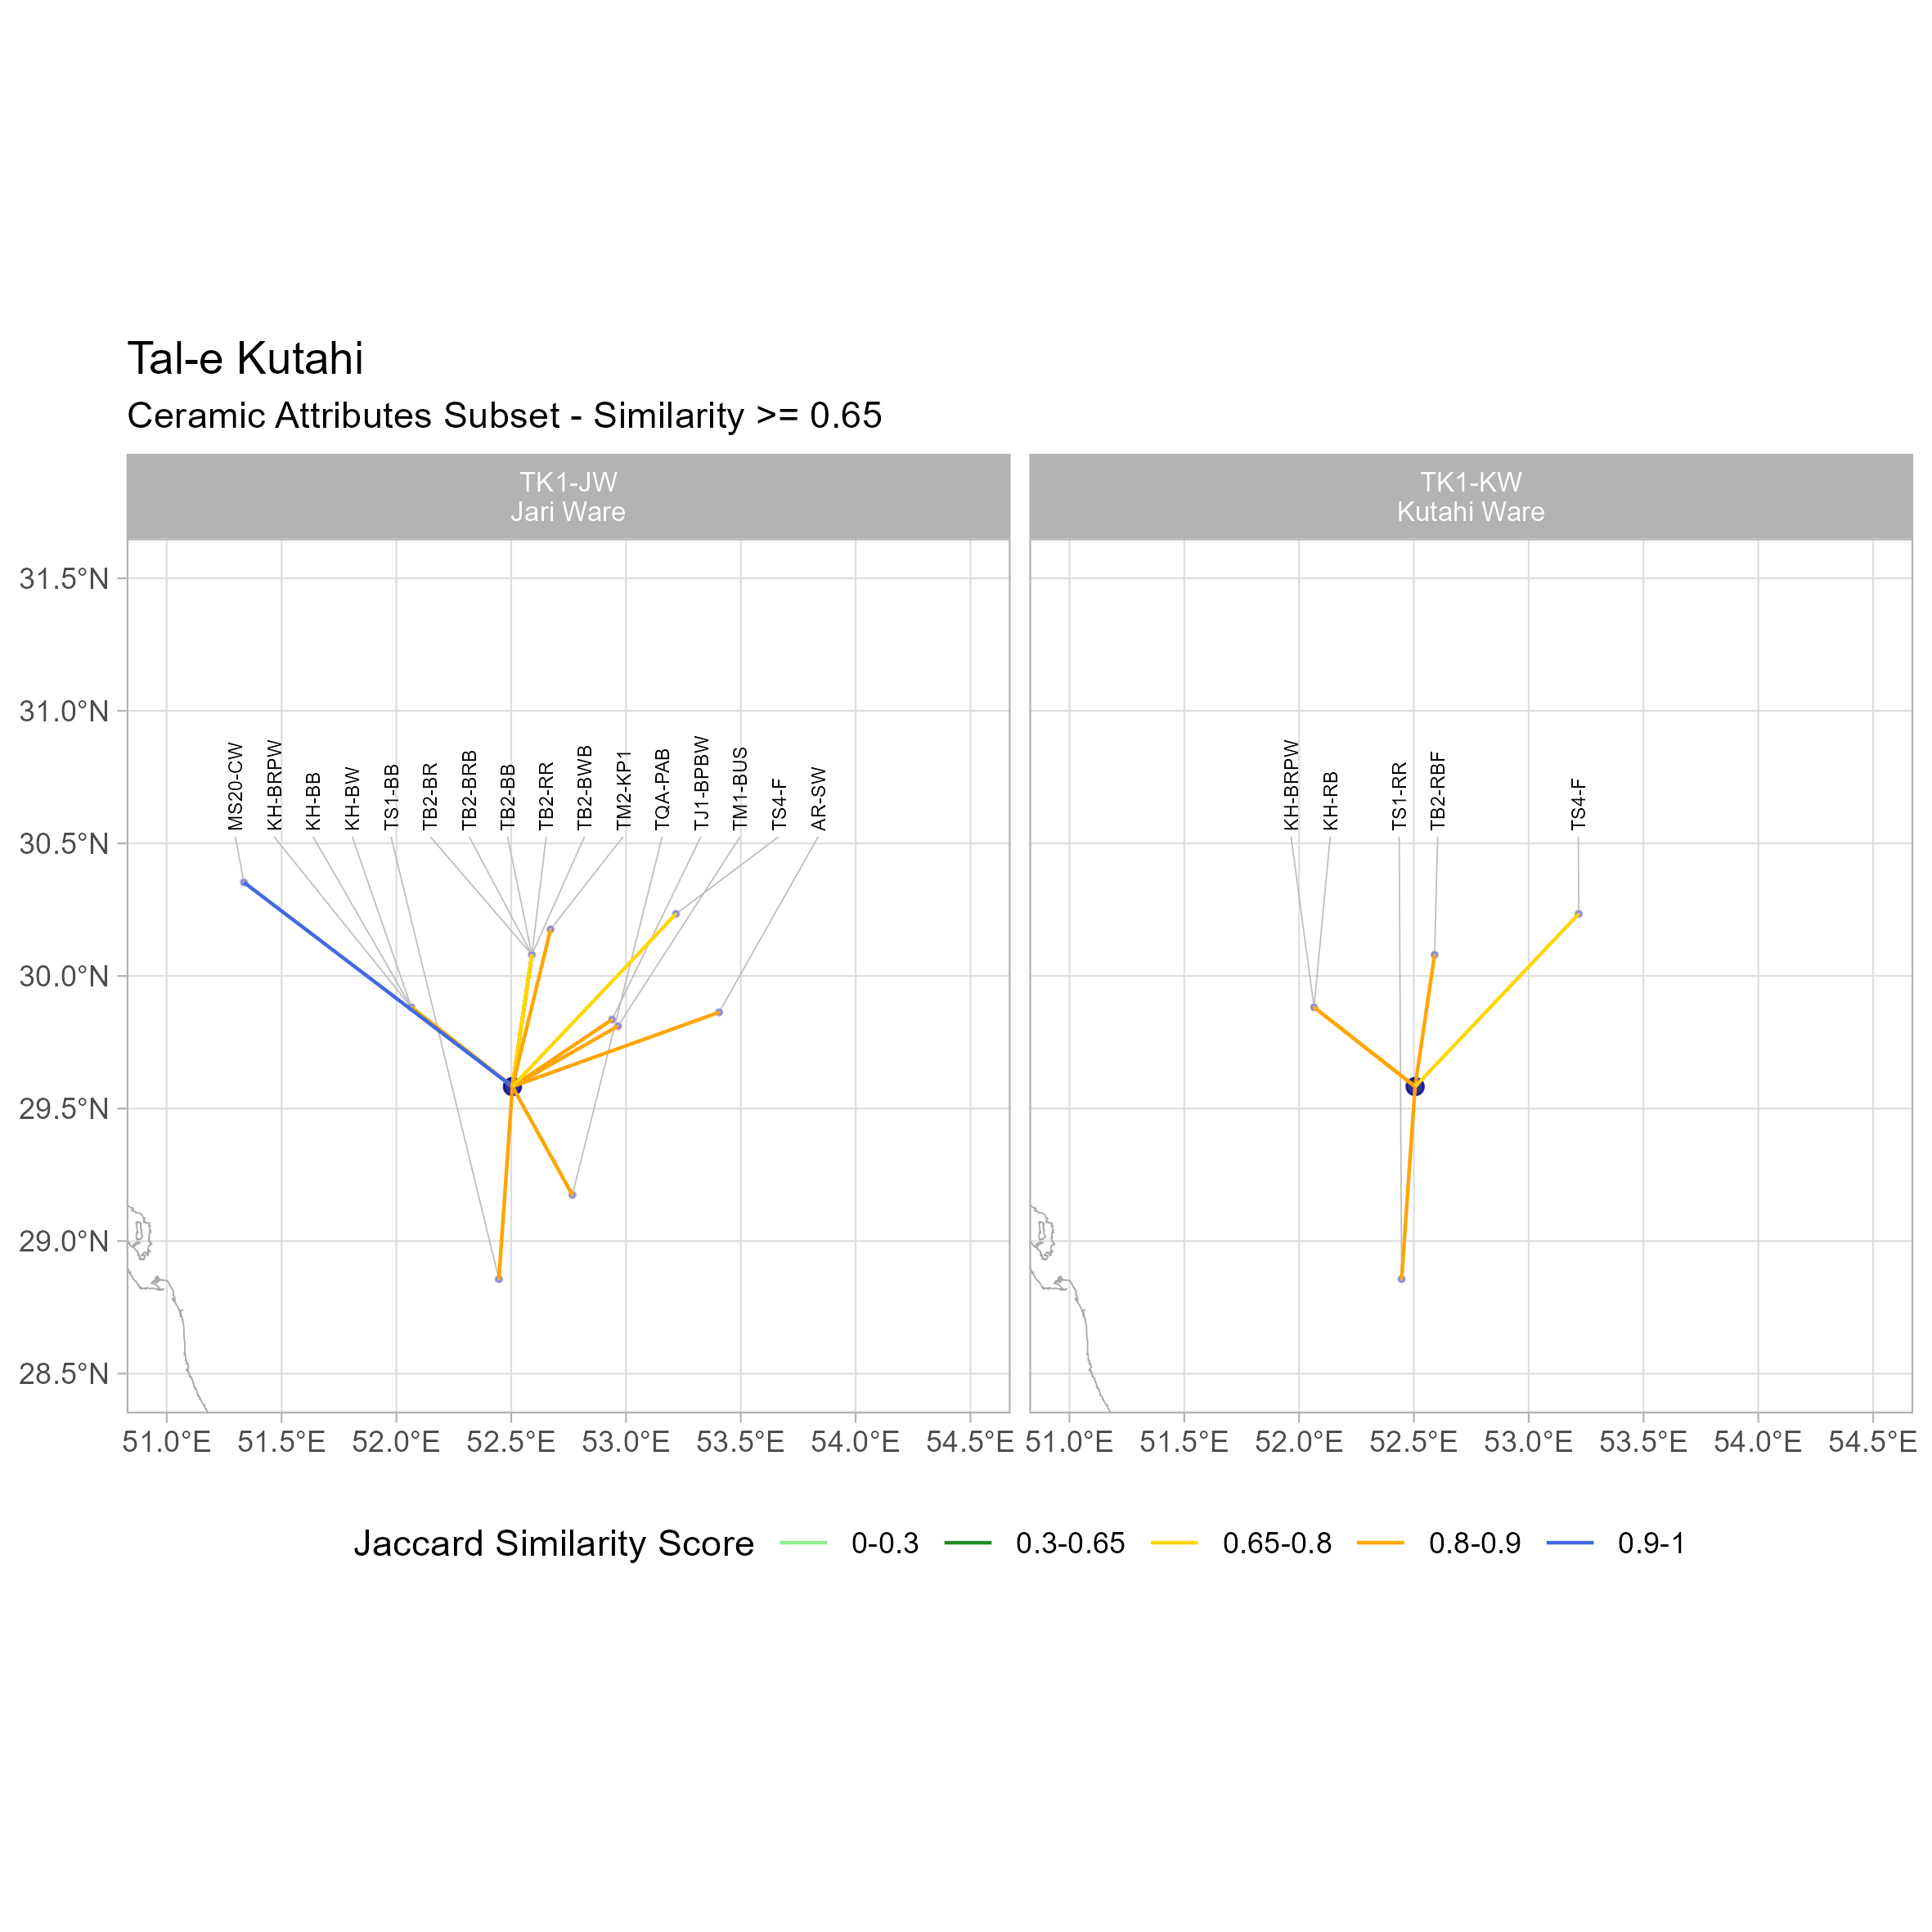 Tal-e Kutahi
Ceramic Attributes Subset - Similarity >= 0.65
TK1-JW
Jari Ware
TK1-KW
Kutahi Ware
31.5°N
31.0°N
30.5°N
30.0°N
29.5°N
29.0°N
28.5°N
MS20-CW
KH-BRPW
KH-BB
KH-BW
TS1-BB
TB2-BR
TB2-BRB
TB2-BB
TB2-RR
TB2-BWB
TM2-KP1
TQA-PAB
TJ1-BPBW
TM1-BUS
TS4-F
AR-SW
KH-BRPW
KH-RB
TS1-RR
TB2-RBF
TS4-F
51.0°E 51.5°E 52.0°E 52.5°E 53.0°E 53.5°E 54.0°E 54.5°E
51.0°E 51.5°E 52.0°E 52.5°E 53.0°E 53.5°E 54.0°E 54.5°E
Jaccard Similarity Score 0-0.3 0.3-0.65 0.65-0.8 0.8-0.9 0.9-1